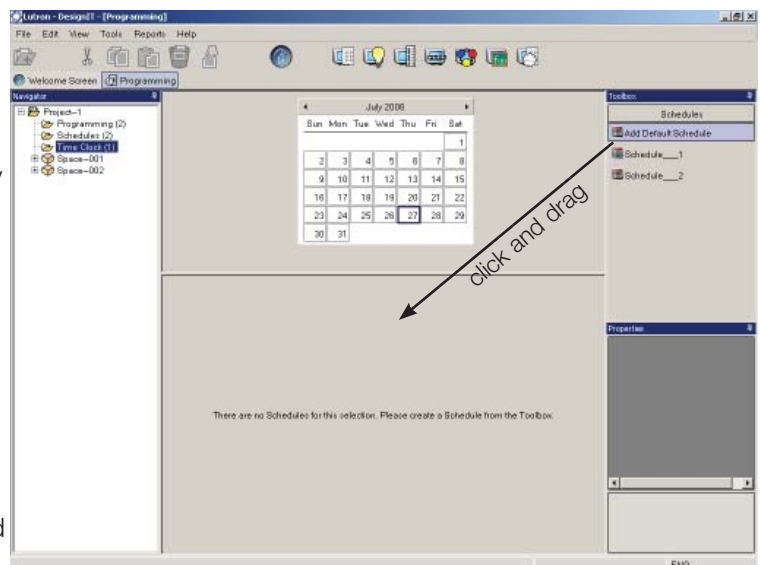 Lutron - DesignIT - [Programming]
File Edit View Tools Reports Help
Welcome Screen Programming
Navigator
Project-1
Programming (2)
Schedules (2)
Time Clock (1)
Space-001
Space-002
July 2006
Sun Mon Tue Wed Thu Fri Sat
1
2 3 4 5 6 7 8
9 10 11 12 13 14 15
16 17 18 19 20 21 22
23 24 25 26 27 28 29
30 31
Toolbox
Schedules
Add Default Schedule
Schedule___1
Schedule___2
click and drag
Properties
There are no Schedules for this selection. Please create a Schedule from the Toolbox.
ENG